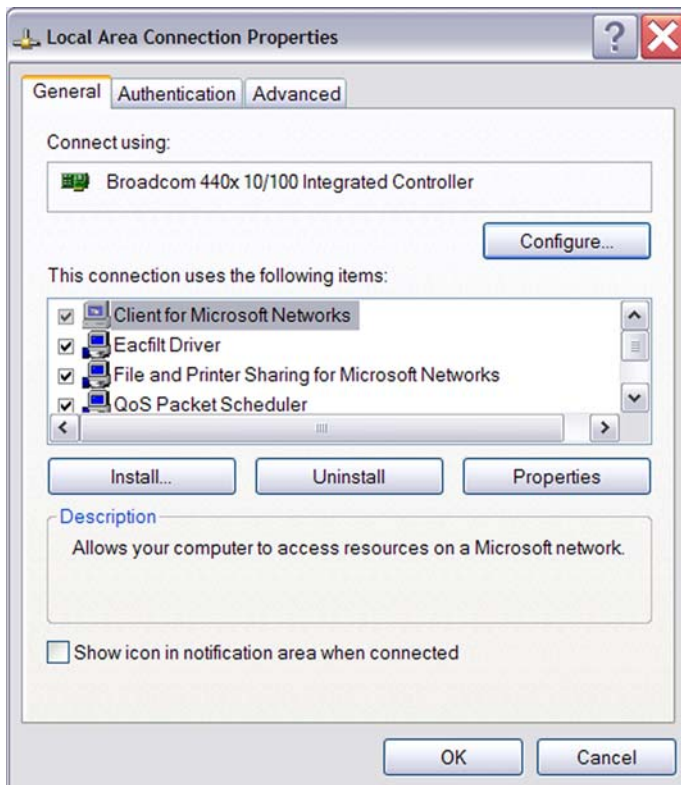 Local Area Connection Properties
General Authentication Advanced
Connect using:
Broadcom 440x 10/100 Integrated Controller
Configure...
This connection uses the following items:
Client for Microsoft Networks
Eacfilt Driver
File and Printer Sharing for Microsoft Networks
QoS Packet Scheduler
Install... Uninstall Properties
Description
Allows your computer to access resources on a Microsoft network.
Show icon in notification area when connected
OK Cancel